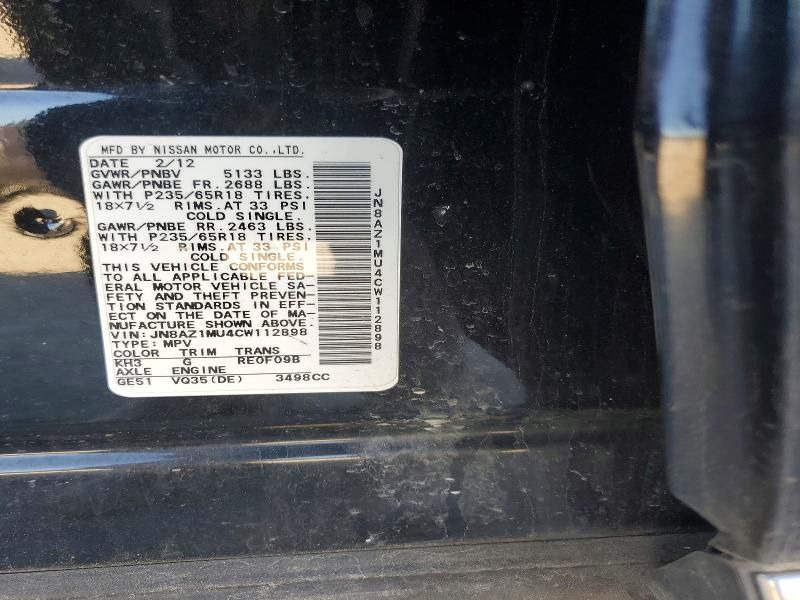 MFD BY NISSAN MOTOR CO.,LTD.
DATE 2/12
GVWR/PNBV 5133 LBS.
GAWR/PNBE FR. 2688 LBS.
WITH P235/65R18 TIRES.
18×7½ RIMS. AT 33 PSI
COLD SINGLE.
GAWR/PNBE RR. 2463 LBS.
WITH P235/65R18 TIRES.
18×7½ RIMS. AT 33 PSI
COLD SINGLE.
THIS VEHICLE CONFORMS
TO ALL APPLICABLE FED-
ERAL MOTOR VEHICLE SA-
FETY AND THEFT PREVEN-
TION STANDARDS IN EFF-
ECT ON THE DATE OF MA-
NUFACTURE SHOWN ABOVE.
VIN: JN8AZ1MU4CW112898
TYPE: MPV
COLOR TRIM TRANS
KH3 G RE0F09B
AXLE ENGINE
GE51 VQ35(DE) 3498CC
JN8AZ1MU4CW112898